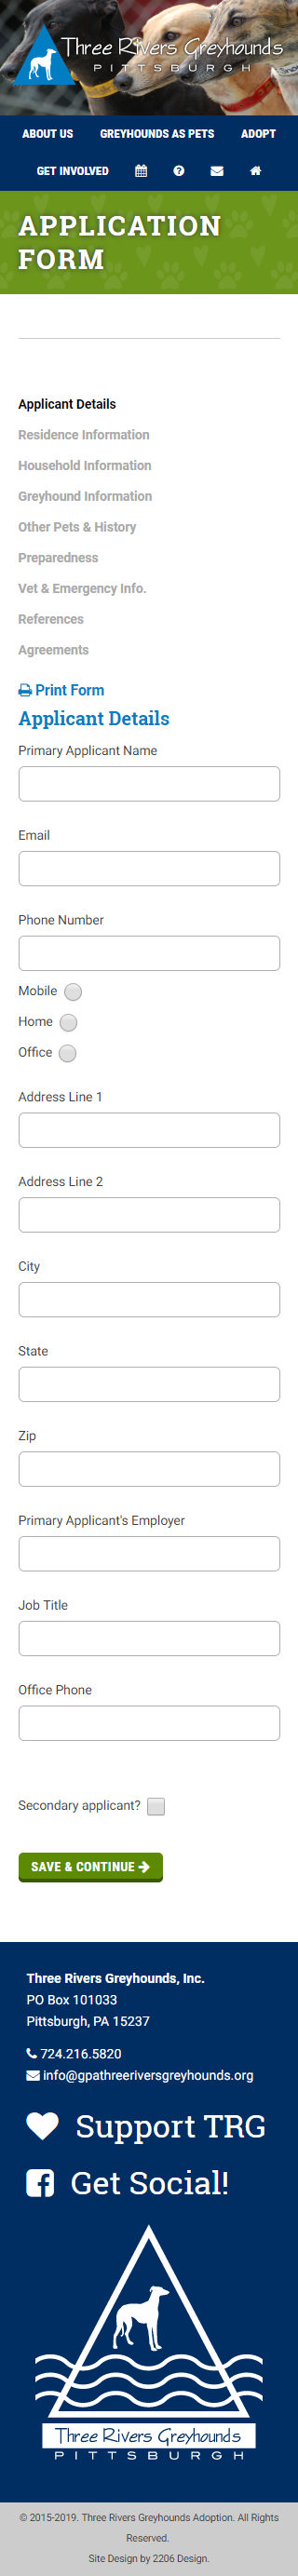 Three Rivers Greyhounds
PITTSBURGH
ABOUT US GREYHOUNDS AS PETS ADOPT
GET INVOLVED
APPLICATION
FORM
Applicant Details
Residence Information
Household Information
Greyhound Information
Other Pets & History
Preparedness
Vet & Emergency Info.
References
Agreements
Print Form
Applicant Details
Primary Applicant Name
Email
Phone Number
Mobile
Home
Office
Address Line 1
Address Line 2
City
State
Zip
Primary Applicant's Employer
Job Title
Office Phone
Secondary applicant?
SAVE & CONTINUE
Three Rivers Greyhounds, Inc.
PO Box 101033
Pittsburgh, PA 15237
724.216.5820
info@gpathreeriversgreyhounds.org
Support TRG
Get Social!
Three Rivers Greyhounds
PITTSBURGH
© 2015-2019. Three Rivers Greyhounds Adoption. All Rights
Reserved.
Site Design by 2206 Design.